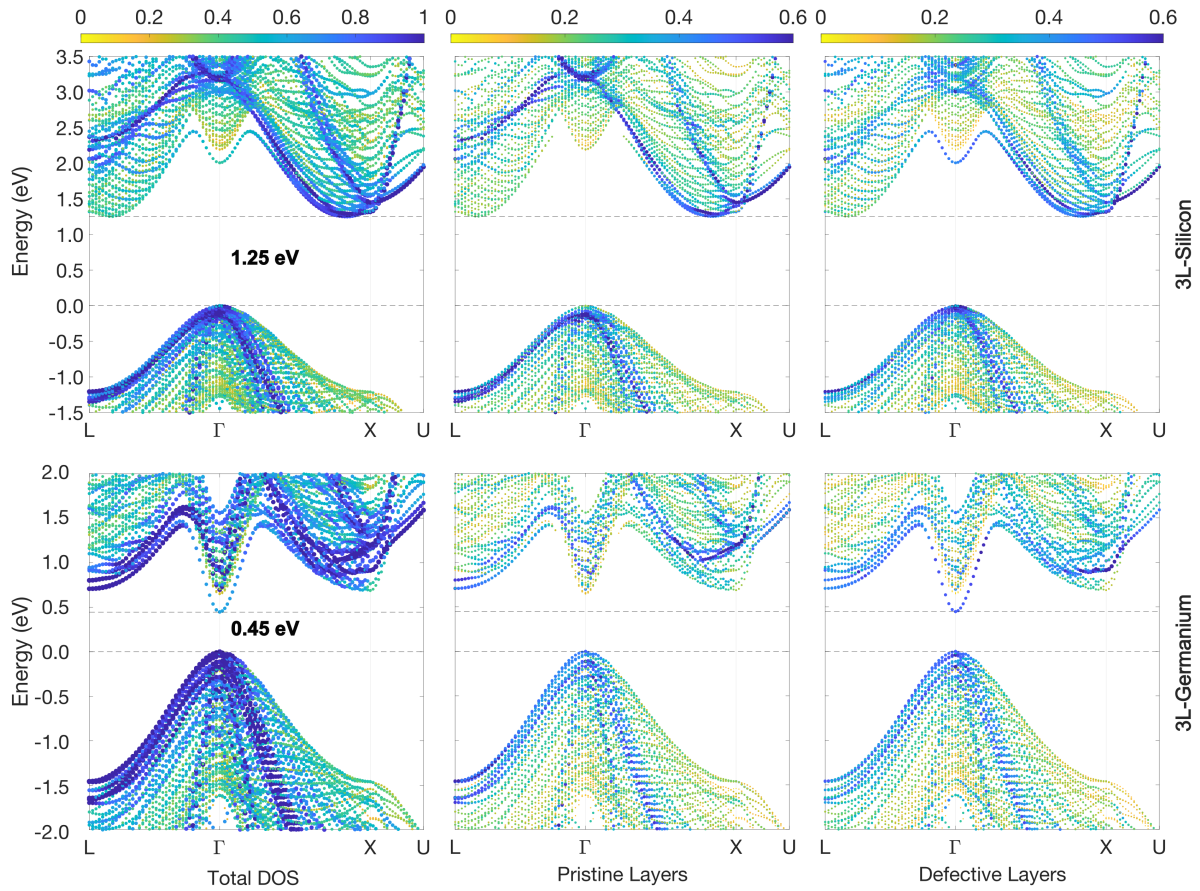 0 0.2 0.4 0.6 0.8 1
0 0.2 0.4 0.6
0 0.2 0.4 0.6
3.5
3.0
2.5
2.0
1.5
1.0
0.5
0.0
-0.5
-1.0
-1.5
Energy (eV)
1.25 eV
3L-Silicon
L Γ X U
L Γ X U
L Γ X U
2.0
1.5
1.0
0.5
0.0
-0.5
-1.0
-1.5
-2.0
Energy (eV)
0.45 eV
3L-Germanium
L Γ X U
L Γ X U
L Γ X U
Total DOS
Pristine Layers
Defective Layers